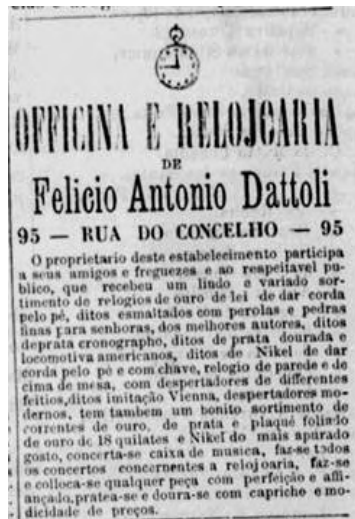 OFFICINA E RELOJOARIA
DE
Felicio Antonio Dattoli
95 — RUA DO CONCELHO — 95
O proprietario deste estabelecimento participa
a seus amigos e freguezes e ao respeitavel pu-
blico, que recebeu um lindo e variado sor-
timento de relogios de ouro de lei de dar corda
pelo pé, ditos esmaltados com perolas e pedras
finas para senhoras, dos melhores autores, ditos
deprata cronographo, ditos de prata dourada e
locomotiva americanos, ditos de Nikel de dar
corda pelo pé e com chave, relogio de parede e de
cima de mesa, com despertadores de differentes
feitios, ditos imitação Vienna, despertadores mo-
dernos, tem tambem um bonito sortimento de
correntes de ouro, de prata e plaqué foliado
de ouro de 18 quilates e Nikel do mais apurado
gosto, concerta-se caixa de musica, faz-se todos
os concertos concernentes a relojoaria, faz-se
e colloca-se qualquer peça com perfeição e affi-
ançado, pratea-se e doura-se com capricho e mo-
dicidade de preços.